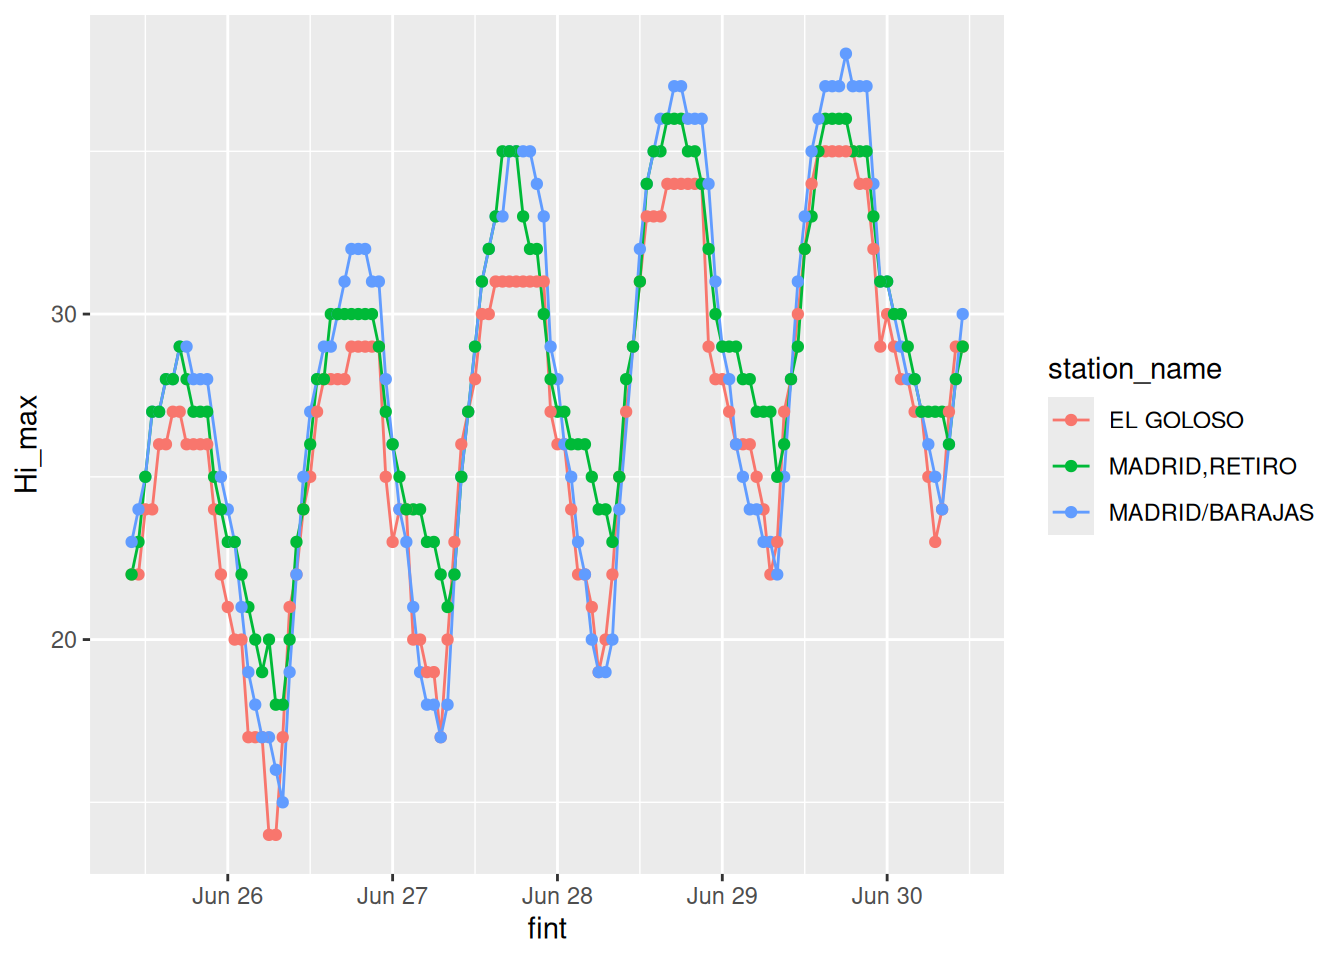 Hi_max
30
20
Jun 26
Jun 27
Jun 28
Jun 29
Jun 30
fint
station_name
EL GOLOSO
MADRID,RETIRO
MADRID/BARAJAS